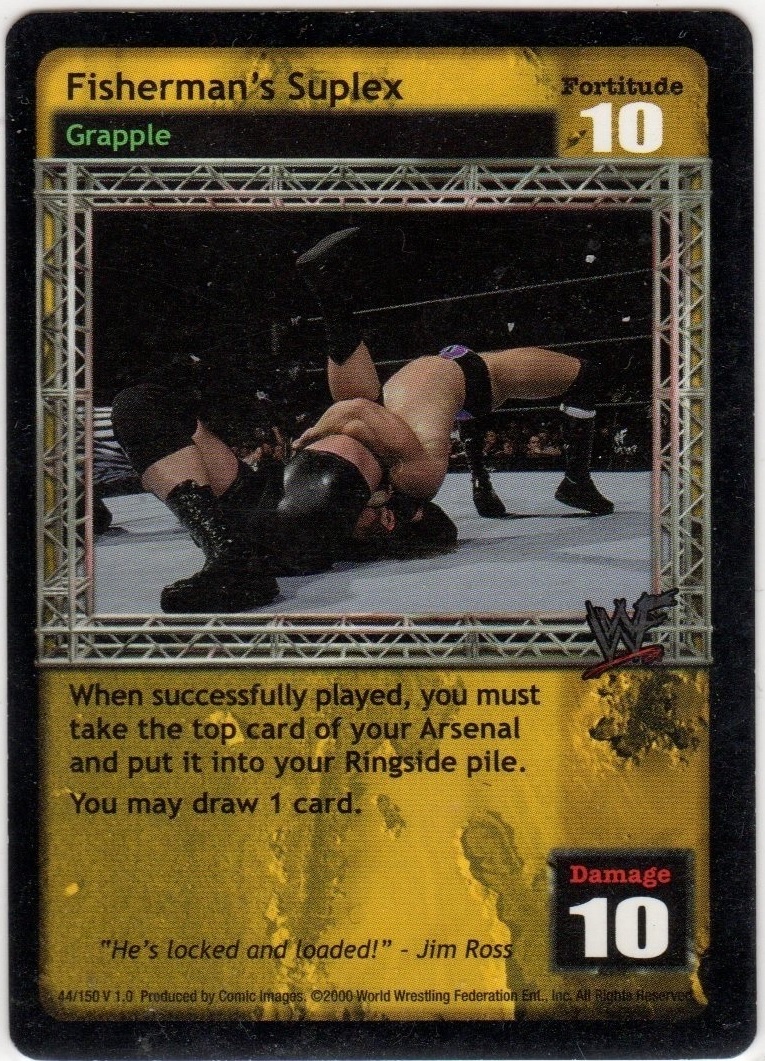 Fisherman's Suplex
Fortitude
10
Grapple
WF
When successfully played, you must
take the top card of your Arsenal
and put it into your Ringside pile.
You may draw 1 card.
Damage
10
"He's locked and loaded!" - Jim Ross
44/150 V 1.0 Produced by Comic Images. ©2000 World Wrestling Federation Ent., Inc. All Rights Reserved